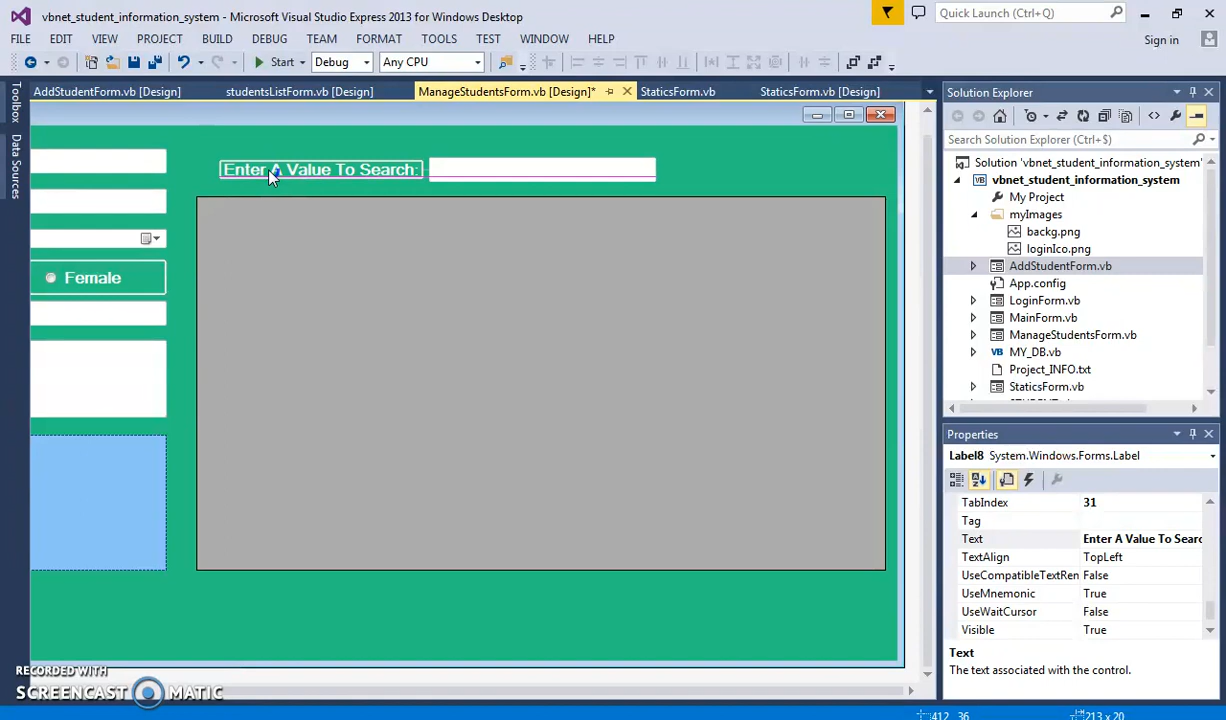 vbnet_student_information_system - Microsoft Visual Studio Express 2013 for Windows Desktop
Quick Launch (Ctrl+Q)
FILE EDIT VIEW PROJECT BUILD DEBUG TEAM FORMAT TOOLS TEST WINDOW HELP
Sign in
Start Debug Any CPU
Toolbox
Data Sources
AddStudentForm.vb [Design]
studentsListForm.vb [Design]
ManageStudentsForm.vb [Design]*
StaticsForm.vb
StaticsForm.vb [Design]
Enter A Value To Search:
Female
Solution Explorer
Search Solution Explorer (Ctrl+$)
Solution 'vbnet_student_information_system'
vbnet_student_information_system
My Project
myImages
backg.png
loginIco.png
AddStudentForm.vb
App.config
LoginForm.vb
MainForm.vb
ManageStudentsForm.vb
MY_DB.vb
Project_INFO.txt
StaticsForm.vb
Properties
Label8 System.Windows.Forms.Label
TabIndex 31
Tag
Text Enter A Value To Searc
TextAlign TopLeft
UseCompatibleTextRen False
UseMnemonic True
UseWaitCursor False
Visible True
Text
The text associated with the control.
RECORDED WITH
SCREENCAST MATIC
412, 36
213 x 20